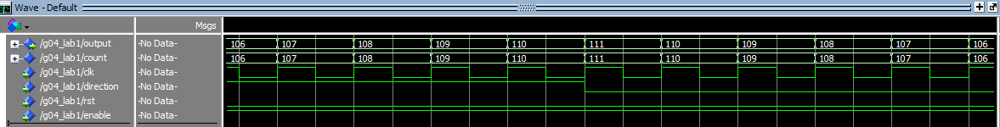 Wave - Default
Msgs
/g04_lab1/output -No Data- 106 107 108 109 110 111 110 109 108 107 106
/g04_lab1/count -No Data- 106 107 108 109 110 111 110 109 108 107 106
/g04_lab1/clk -No Data-
/g04_lab1/direction -No Data-
/g04_lab1/rst -No Data-
/g04_lab1/enable -No Data-